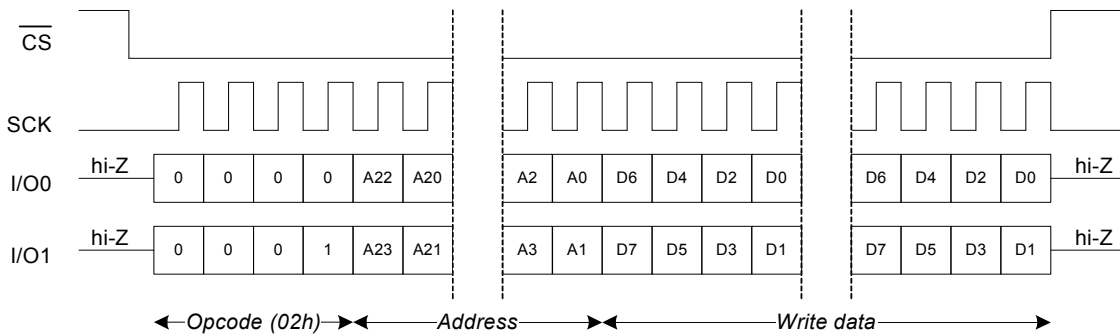 CS
SCK
hi-Z hi-Z
I/O0 0 0 0 0 A22 A20 A2 A0 D6 D4 D2 D0 D6 D4 D2 D0
hi-Z hi-Z
I/O1 0 0 0 1 A23 A21 A3 A1 D7 D5 D3 D1 D7 D5 D3 D1
Opcode (02h) Address Write data